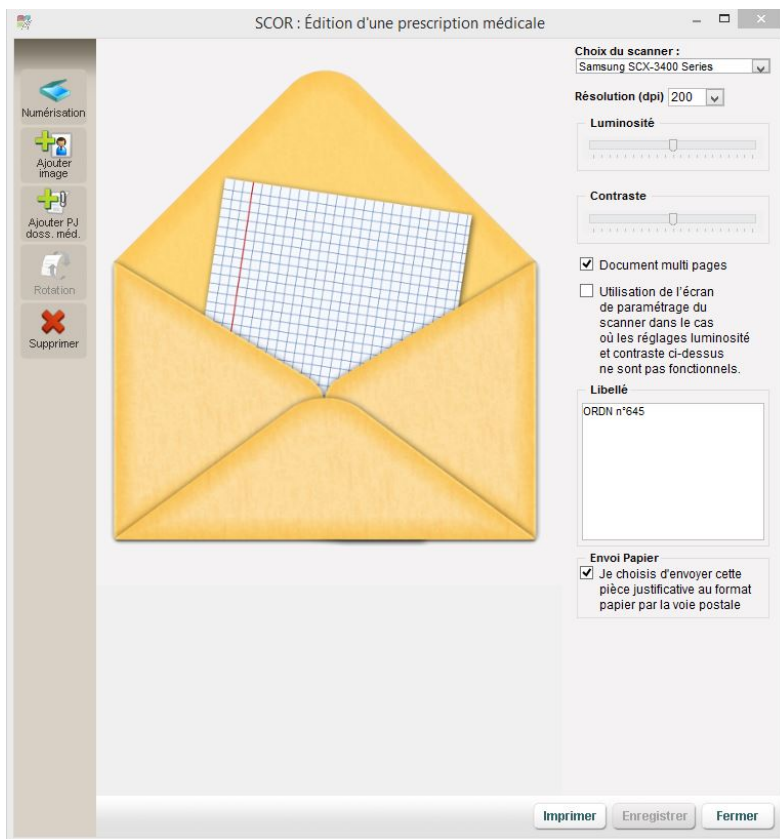 SCOR : Édition d'une prescription médicale
Numérisation
Ajouter
image
Ajouter PJ
doss. méd.
Rotation
Supprimer
Choix du scanner :
Samsung SCX-3400 Series
Résolution (dpi) 200
Luminosité
Contraste
Document multi pages
Utilisation de l'écran
de paramétrage du
scanner dans le cas
où les réglages luminosité
et contraste ci-dessus
ne sont pas fonctionnels.
Libellé
ORDN n°645
Envoi Papier
Je choisis d'envoyer cette
pièce justificative au format
papier par la voie postale
Imprimer Enregistrer Fermer